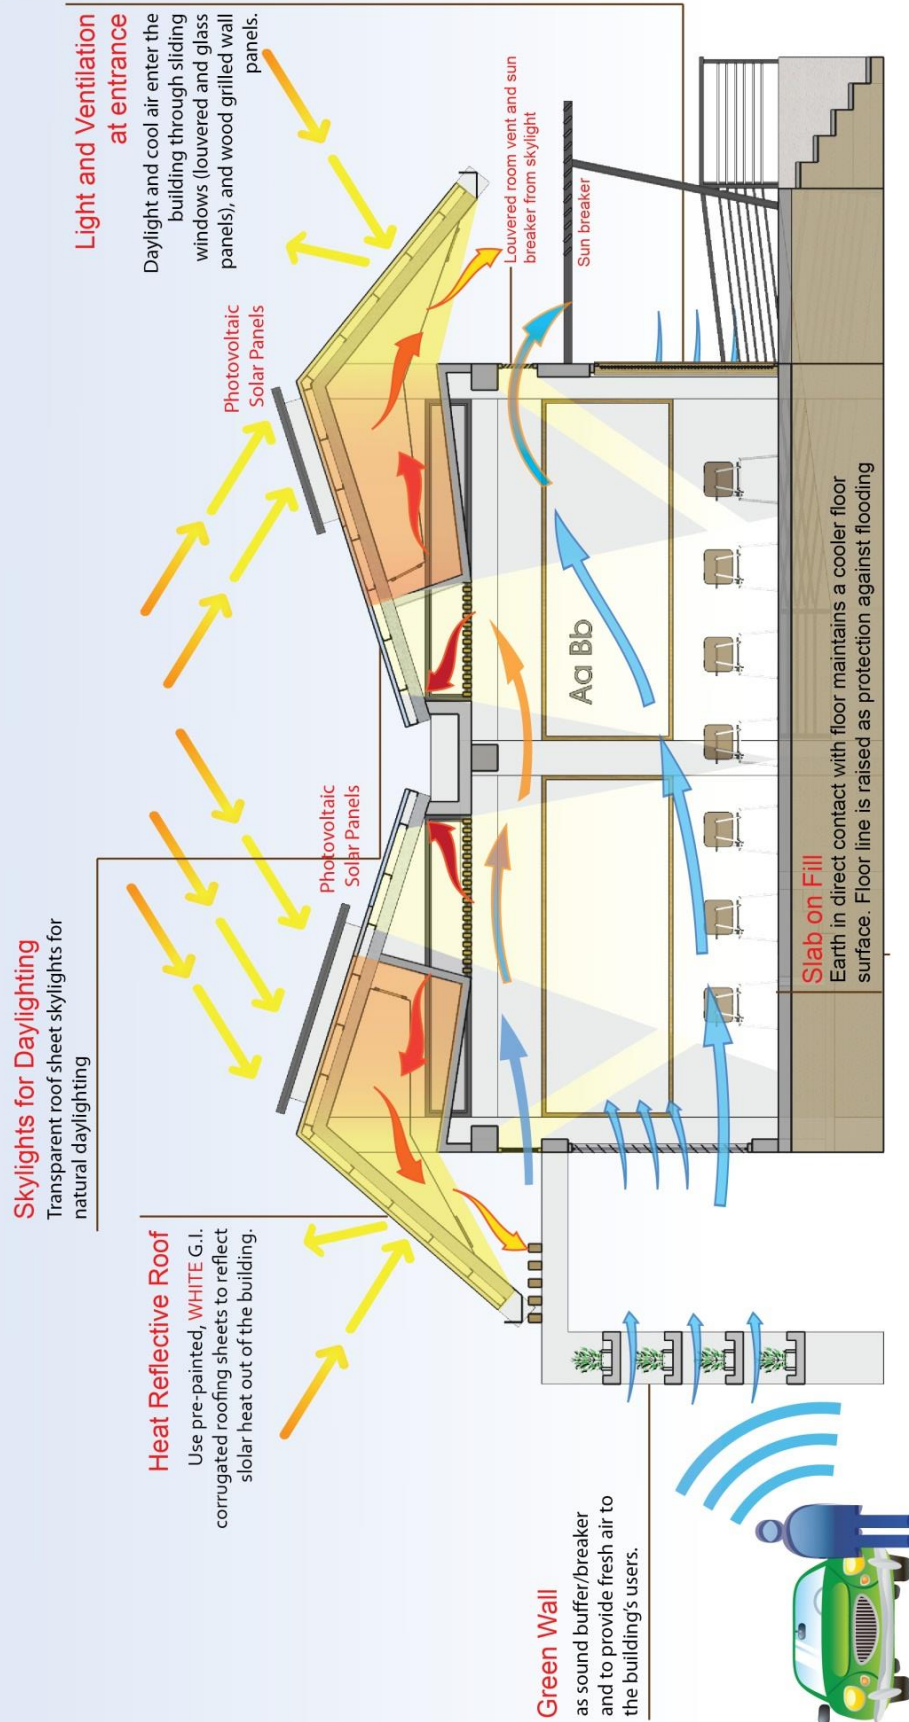 Skylights for Daylighting
Transparent roof sheet skylights for
natural daylighting
Light and Ventilation
at entrance
Daylight and cool air enter the
building through sliding
windows (louvered and glass
panels), and wood grilled wall
panels.
Heat Reflective Roof
Use pre-painted, WHITE G.I.
corrugated roofing sheets to reflect
slolar heat out of the building.
Photovoltaic
Solar Panels
Photovoltaic
Solar Panels
Louvered room vent and sun
breaker from skylight
Sun breaker
Aa Bb
Green Wall
as sound buffer/breaker
and to provide fresh air to
the building's users.
Slab on Fill
Earth in direct contact with floor maintains a cooler floor
surface. Floor line is raised as protection against flooding